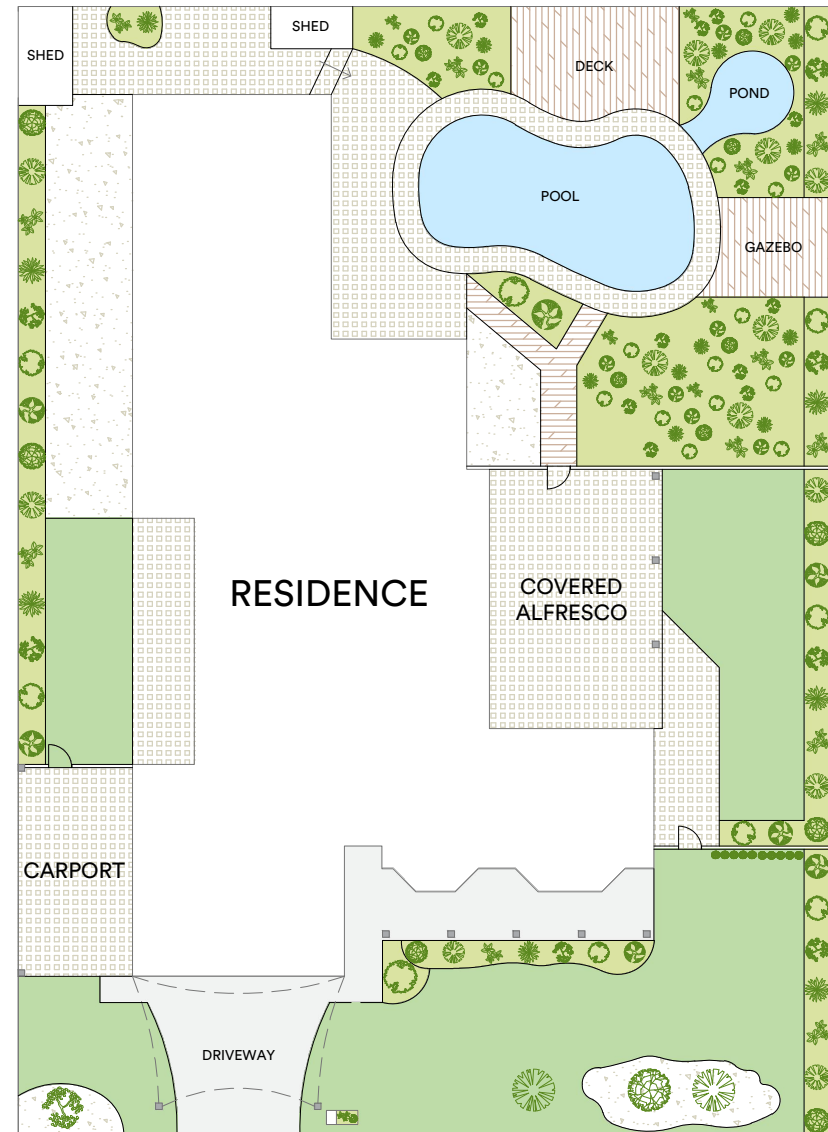 SHED
SHED
DECK
POND
POOL
GAZEBO
RESIDENCE
COVERED
ALFRESCO
CARPORT
DRIVEWAY